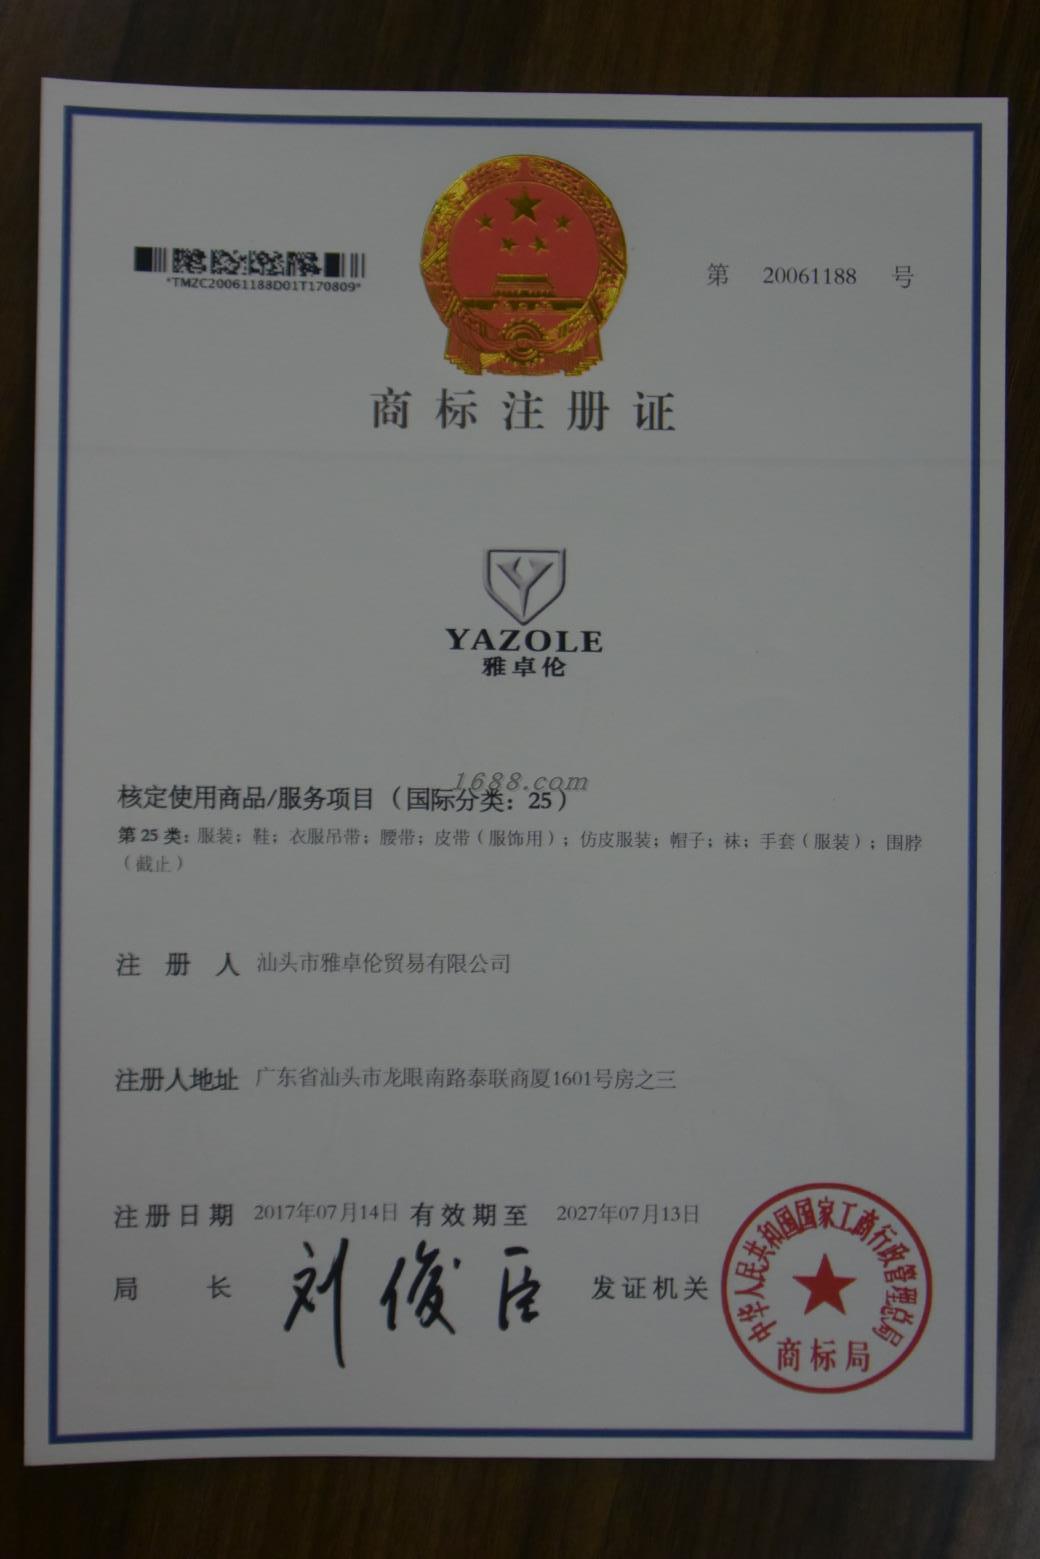 *TMZC20061188D01T170809*
第 20061188 号
商标注册证
YAZOLE
雅卓伦
1688.com
核定使用商品/服务项目（国际分类：25）
第25类：服装；鞋；衣服吊带；腰带；皮带（服饰用）；仿皮服装；帽子；袜；手套（服装）；围脖
（截止）
注册人 汕头市雅卓伦贸易有限公司
注册人地址 广东省汕头市龙眼南路泰联商厦1601号房之三
注册日期 2017年07月14日 有效期至 2027年07月13日
局长 刘俊臣 发证机关
中华人民共和国国家工商行政管理总局
商标局